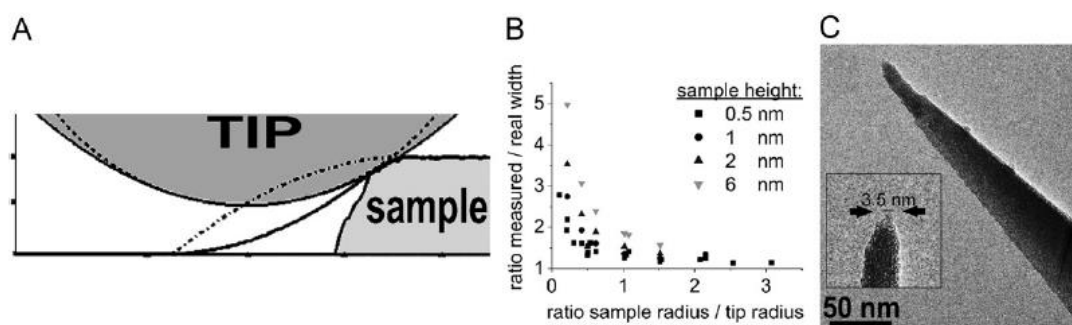 A
TIP
sample
B
ratio measured / real width
5
4
3
2
1
0
1
2
3
ratio sample radius / tip radius
sample height:
0.5 nm
1 nm
2 nm
6 nm
C
3.5 nm
50 nm